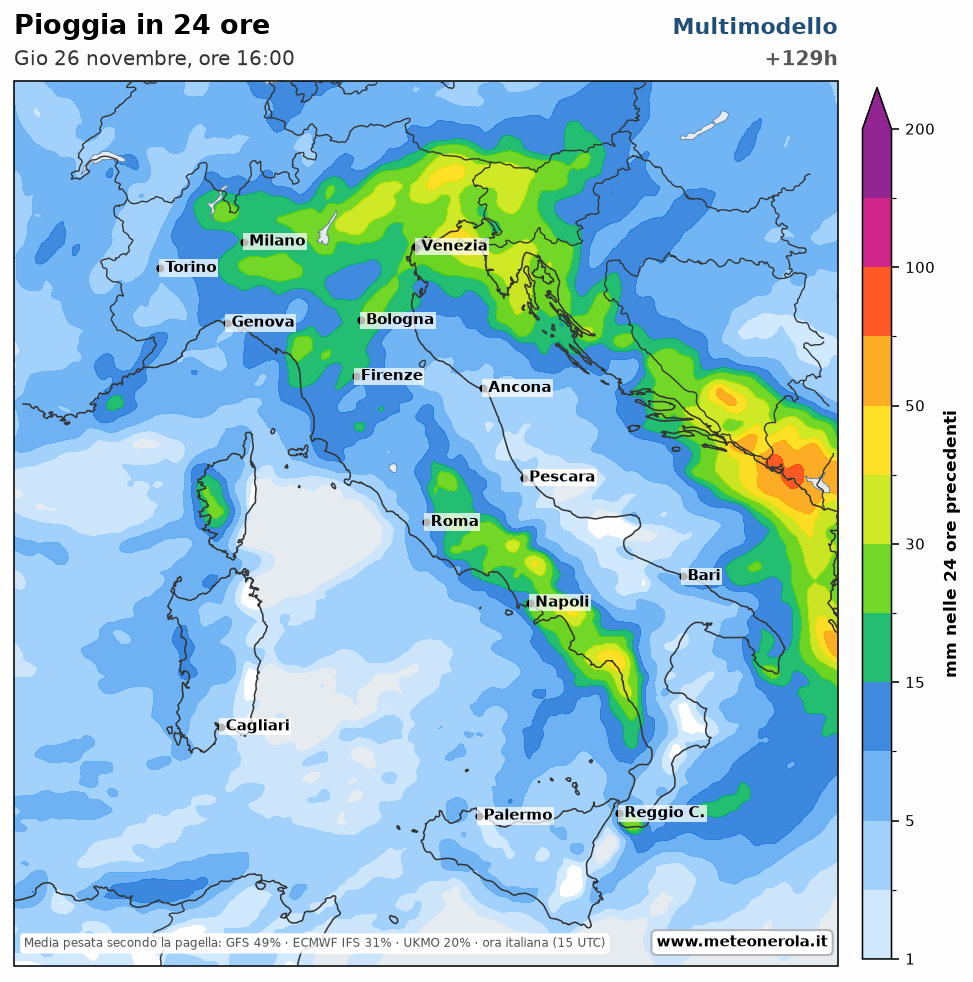 Pioggia in 24 ore
Multimodello
Gio 26 novembre, ore 16:00
+129h
200
100
50
30
15
5
1
mm nelle 24 ore precedenti
Milano
Venezia
Torino
Genova
Bologna
Firenze
Ancona
Pescara
Roma
Bari
Napoli
Cagliari
Palermo
Reggio C.
Media pesata secondo la pagella: GFS 49% · ECMWF IFS 31% · UKMO 20% · ora italiana (15 UTC)
www.meteonerola.it